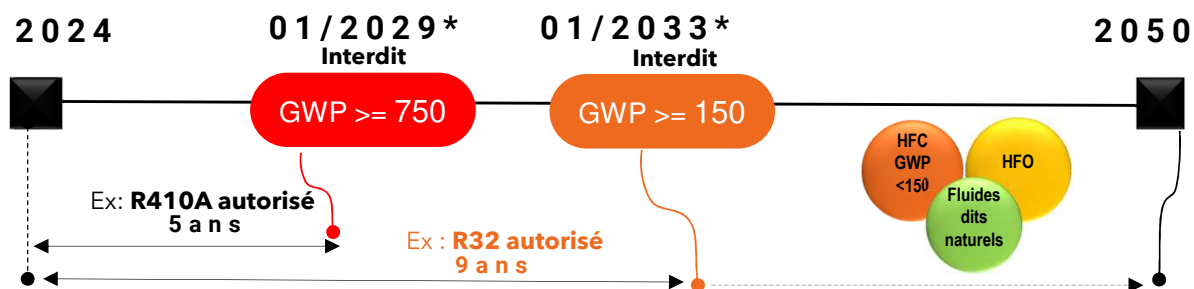 2024
01/2029*
Interdit
01/2033*
Interdit
2050
GWP >= 750
GWP >= 150
HFC
GWP
<150
HFO
Fluides
dits
naturels
Ex: R410A autorisé
5 ans
Ex : R32 autorisé
9 ans